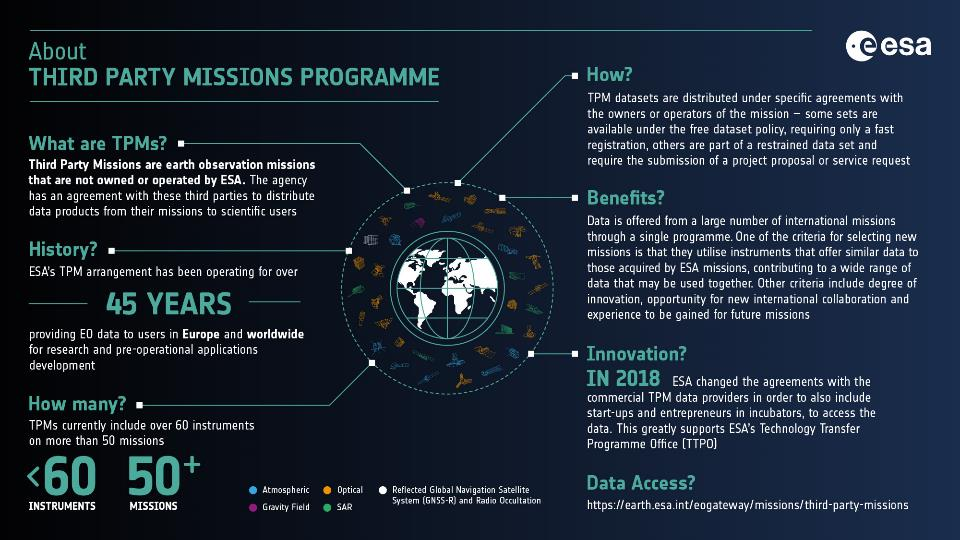 About
THIRD PARTY MISSIONS PROGRAMME
esa
What are TPMs?
Third Party Missions are earth observation missions
that are not owned or operated by ESA. The agency
has an agreement with these third parties to distribute
data products from their missions to scientific users
History?
ESA's TPM arrangement has been operating for over
45 YEARS
providing EO data to users in Europe and worldwide
for research and pre-operational applications
development
How many?
TPMs currently include over 60 instruments
on more than 50 missions
<60
INSTRUMENTS
50+
MISSIONS
Atmospheric
Optical
Gravity Field
SAR
Reflected Global Navigation Satellite
System (GNSS-R) and Radio Occultation
How?
TPM datasets are distributed under specific agreements with
the owners or operators of the mission – some sets are
available under the free dataset policy, requiring only a fast
registration, others are part of a restrained data set and
require the submission of a project proposal or service request
Benefits?
Data is offered from a large number of international missions
through a single programme. One of the criteria for selecting new
missions is that they utilise instruments that offer similar data to
those acquired by ESA missions, contributing to a wide range of
data that may be used together. Other criteria include degree of
innovation, opportunity for new international collaboration and
experience to be gained for future missions
Innovation?
IN 2018 ESA changed the agreements with the
commercial TPM data providers in order to also include
start-ups and entrepreneurs in incubators, to access the
data. This greatly supports ESA's Technology Transfer
Programme Office (TTPO)
Data Access?
https://earth.esa.int/eogateway/missions/third-party-missions